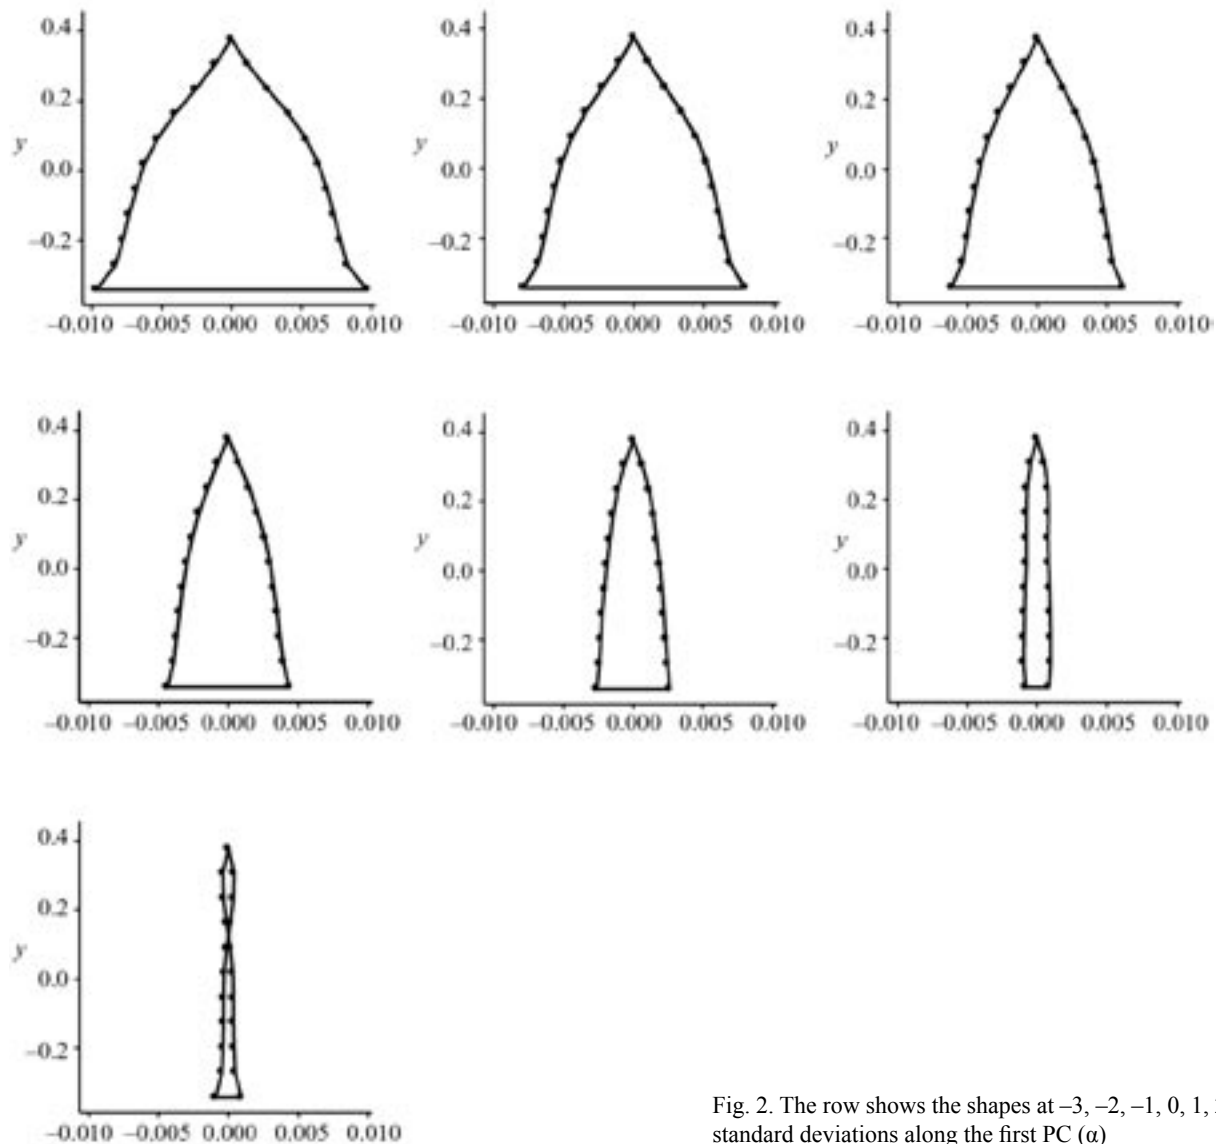 0.4 0.4 0.4
0.2 0.2 0.2
y y y
0.0 0.0 0.0
−0.2 −0.2 −0.2
−0.010 −0.005 0.000 0.005 0.010 −0.010 −0.005 0.000 0.005 0.010 −0.010 −0.005 0.000 0.005 0.010
0.4 0.4 0.4
0.2 0.2 0.2
y y y
0.0 0.0 0.0
−0.2 −0.2 −0.2
−0.010 −0.005 0.000 0.005 0.010 −0.010 −0.005 0.000 0.005 0.010 −0.010 −0.005 0.000 0.005 0.010
0.4
0.2
y
0.0
−0.2
−0.010 −0.005 0.000 0.005 0.010
Fig. 2. The row shows the shapes at –3, –2, –1, 0, 1,
standard deviations along the first PC (α)